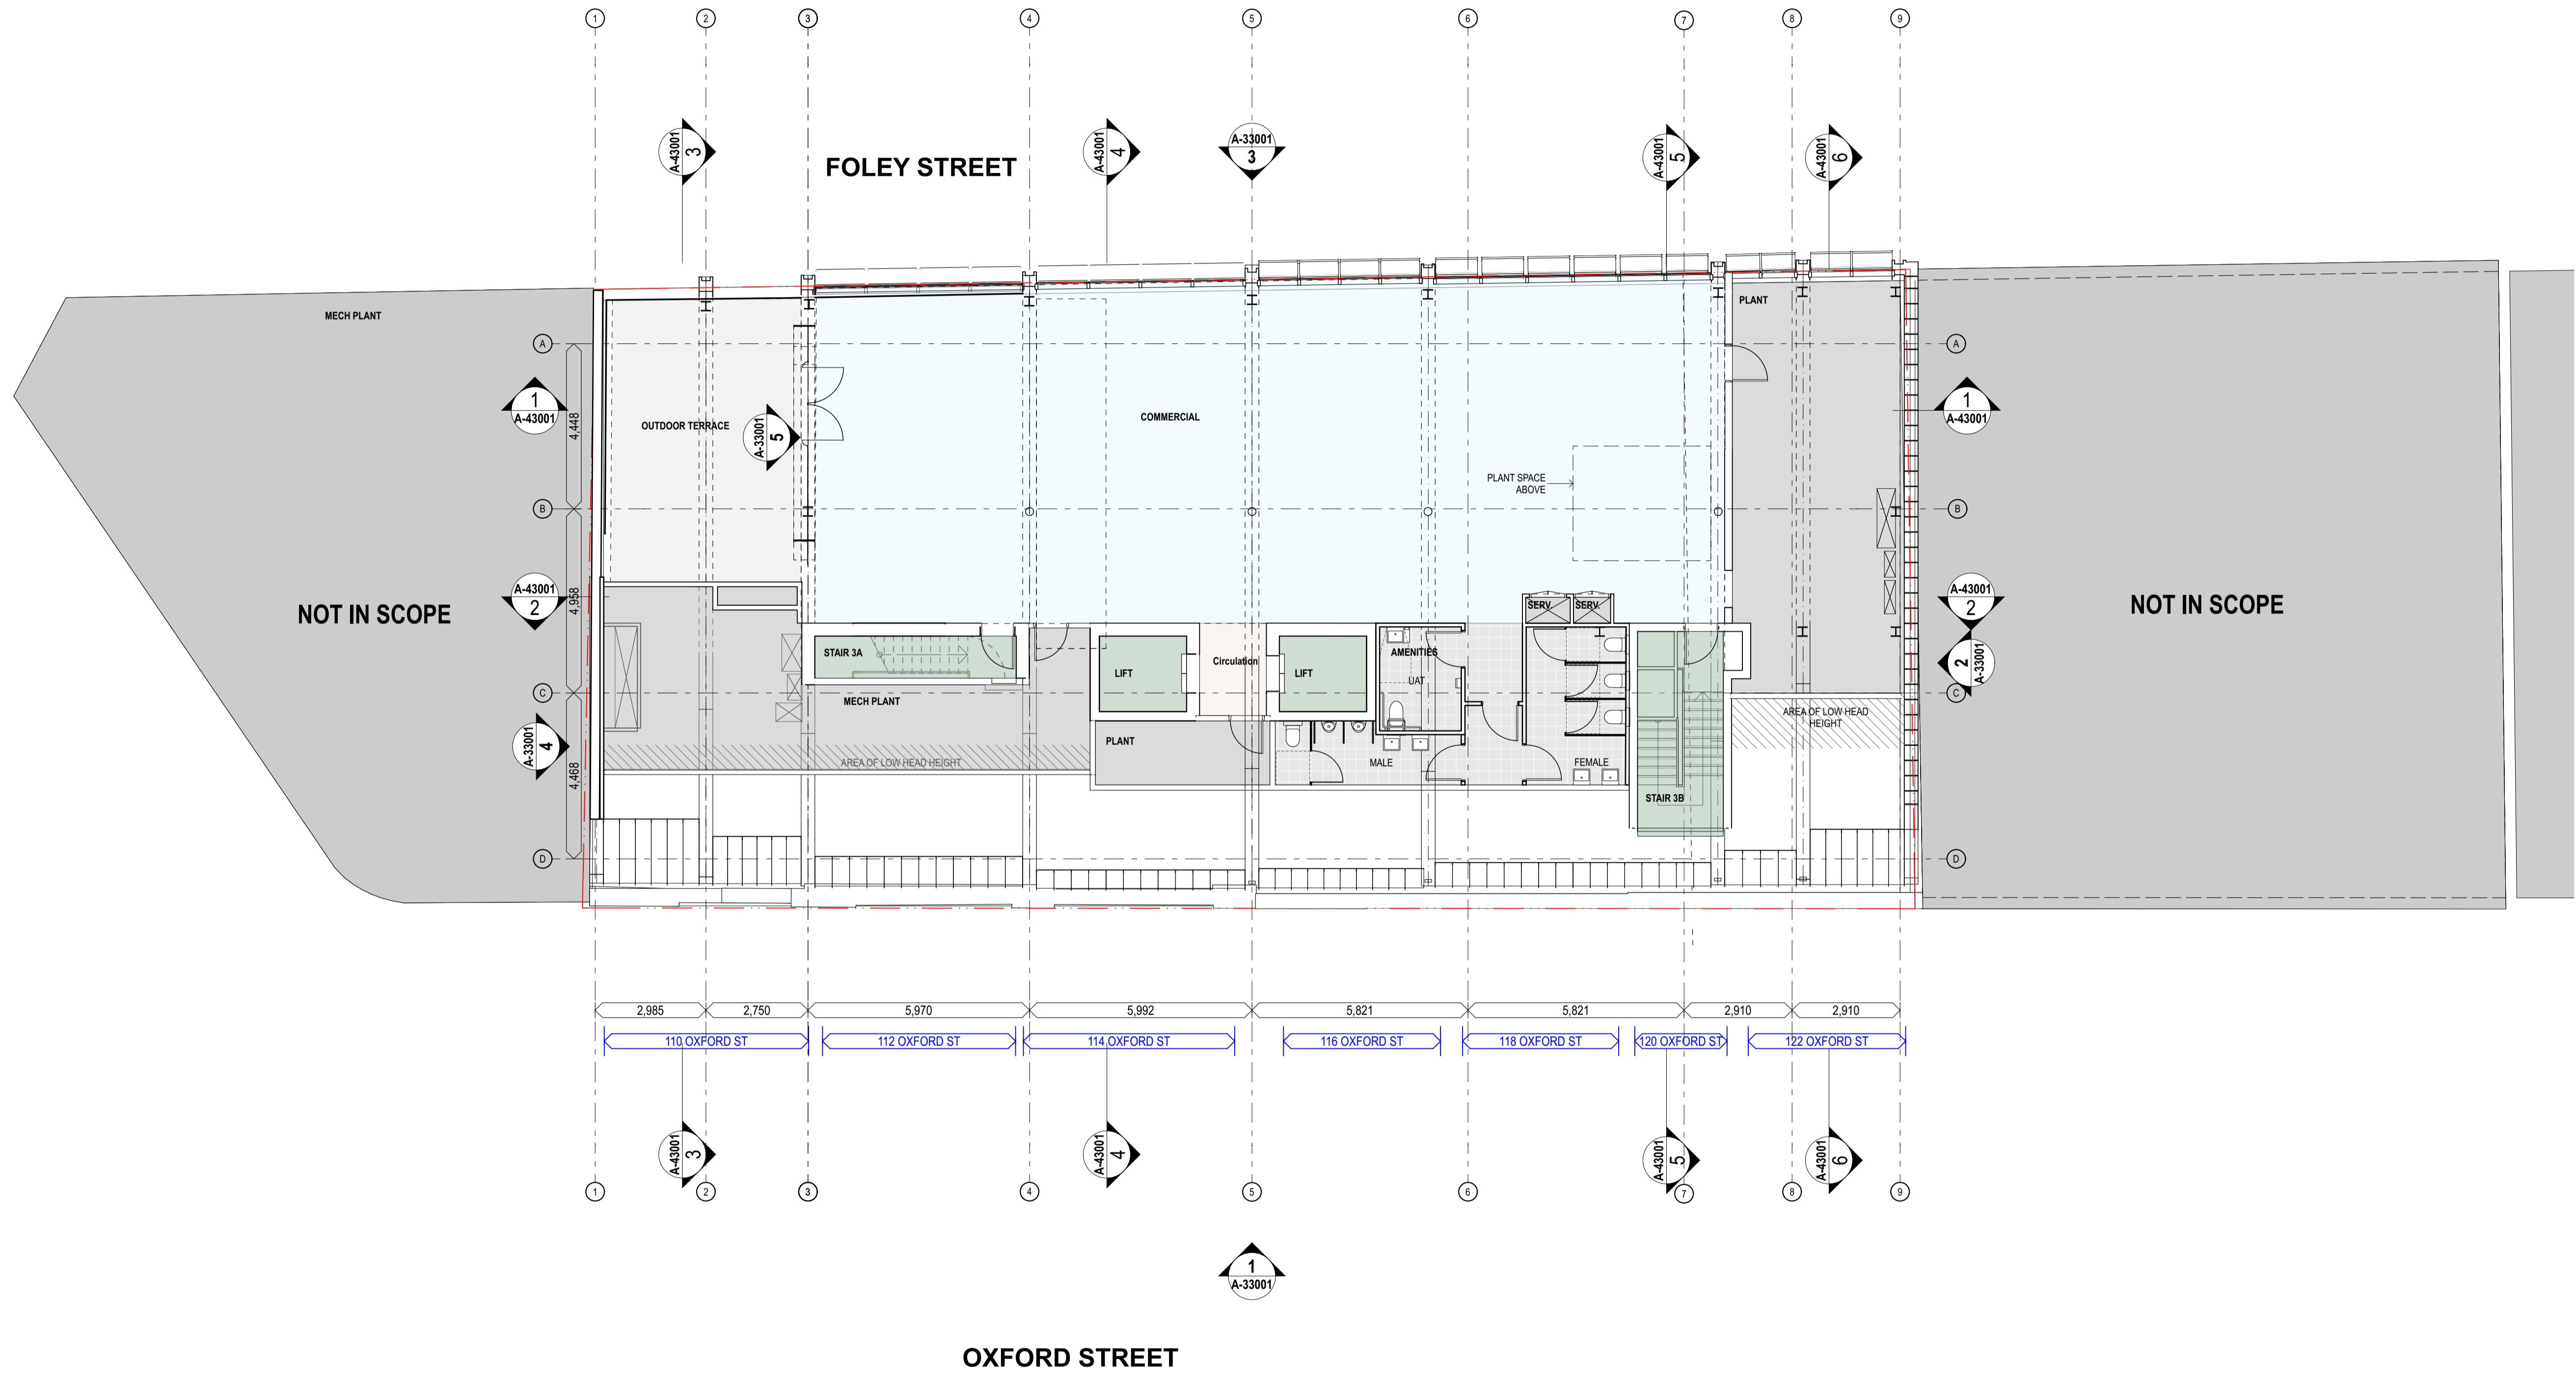 1 2 3 4 5 6 7 8 9
A-43001 3
A-43001 4
A-33001
3
A-43001 5
A-43001 6
FOLEY STREET
MECH PLANT
PLANT
A
A
4,448
1
A-43001
1
A-43001
OUTDOOR TERRACE
A-33001 5
COMMERCIAL
PLANT SPACE
ABOVE
B
B
4,958
A-43001
2
A-43001
2
NOT IN SCOPE
NOT IN SCOPE
SERV.
SERV.
STAIR 3A
LIFT
Circulation
LIFT
AMENITIES
UAT
2 A-33001
C
C
MECH PLANT
AREA OF LOW HEAD
HEIGHT
PLANT
A-33001 4
4,468
AREA OF LOW HEAD HEIGHT
MALE
FEMALE
STAIR 3B
D
D
2,985 2,750 5,970 5,992 5,821 5,821 2,910 2,910
110 OXFORD ST 112 OXFORD ST 114 OXFORD ST 116 OXFORD ST 118 OXFORD ST 120 OXFORD ST 122 OXFORD ST
A-43001 3
A-43001 4
A-43001 5
A-43001 6
1 2 3 4 5 6 7 8 9
1
A-33001
OXFORD STREET